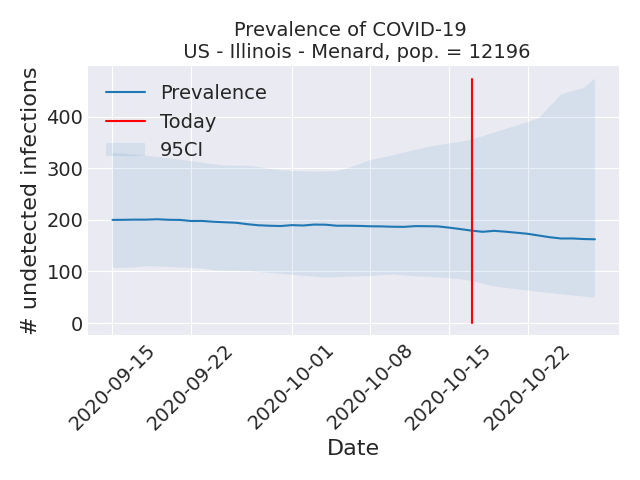 Prevalence of COVID-19
US - Illinois - Menard, pop. = 12196
# undetected infections
400
300
200
100
0
Prevalence
Today
95CI
2020-09-15
2020-09-22
2020-10-01
2020-10-08
2020-10-15
2020-10-22
Date